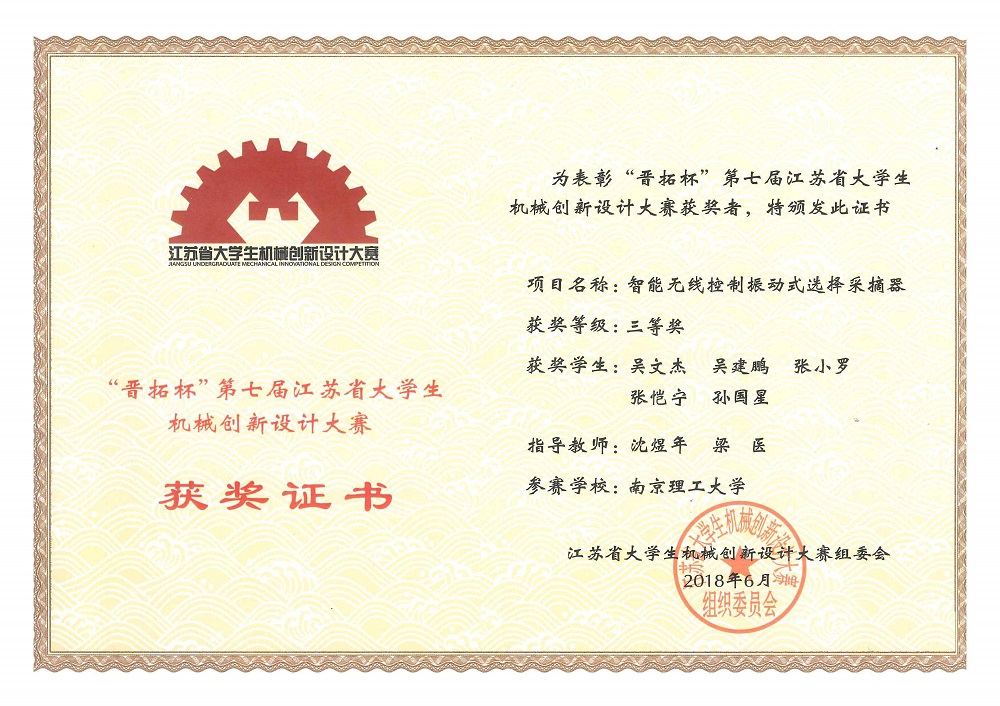 江苏省大学生机械创新设计大赛
JIANGSU UNDERGRADUATE MECHANICAL INNOVATIONAL DESIGN COMPETITION
“晋拓杯”第七届江苏省大学生
机械创新设计大赛
获奖证书
为表彰“晋拓杯”第七届江苏省大学生
机械创新设计大赛获奖者，特颁发此证书
项目名称：智能无线控制振动式选择采摘器
获奖等级：三等奖
获奖学生：吴文杰 吴建鹏 张小罗
张恺宁 孙国星
指导教师：沈煜年 梁 医
参赛学校：南京理工大学
江苏省大学生机械创新设计大赛组委会
2018年6月
江苏省大学生机械创新设计大赛
组织委员会